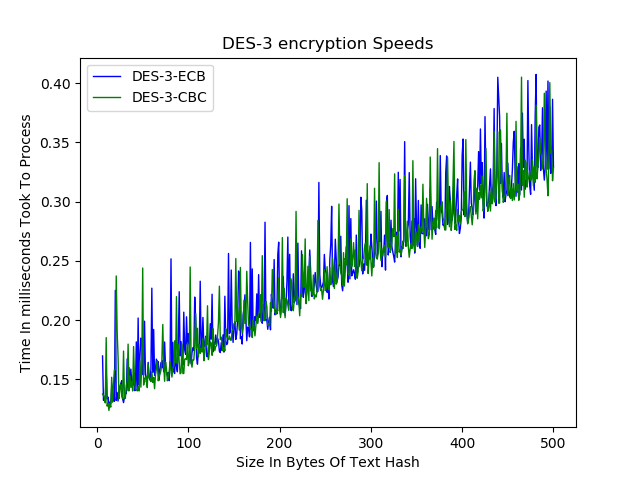 DES-3 encryption Speeds
DES-3-ECB
DES-3-CBC
0.40
0.35
0.30
0.25
0.20
0.15
Time In milliseconds Took To Process
0 100 200 300 400 500
Size In Bytes Of Text Hash